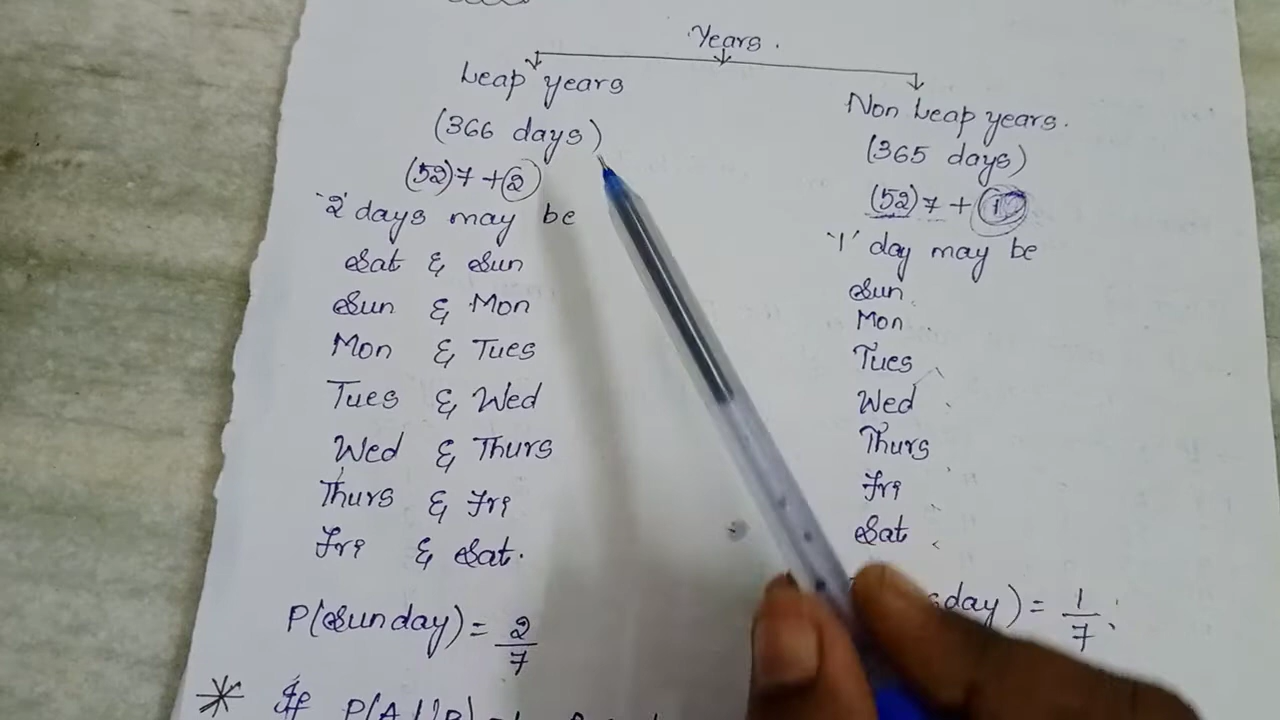 Years.
Leap years
(366 days)
(52)7+2
'2' days may be
Sat & Sun
Sun & Mon
Mon & Tues
Tues & Wed
Wed & Thurs
Thurs & Fri
Fri & Sat.
P(Sunday) = 2/7
Non Leap years.
(365 days)
(52)7 + 1
'1' day may be
Sun
Mon
Tues
Wed
Thurs
Fri
Sat
day) = 1/7
* If